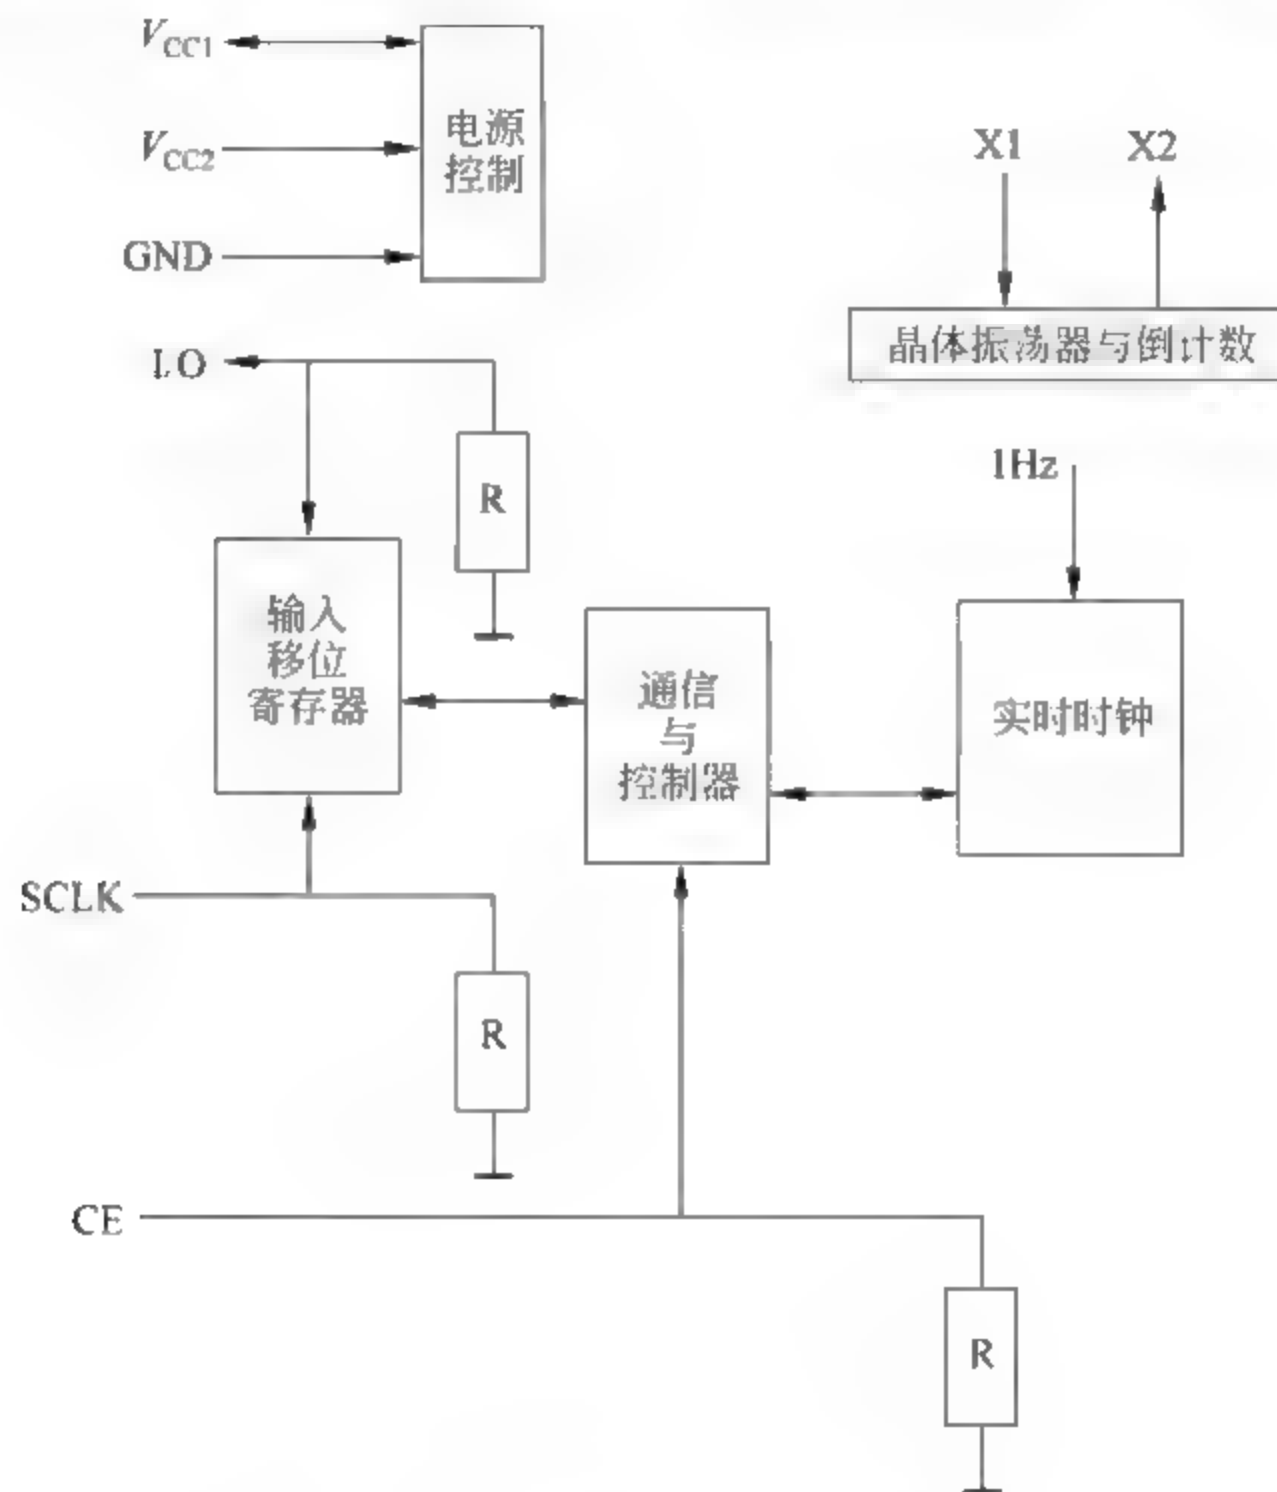 VCC1
VCC2
GND
电源
控制
X1
X2
晶体振荡器与倒计数
I.O
R
1Hz
输入
移位
寄存器
通信
与
控制器
实时时钟
SCLK
R
CE
R